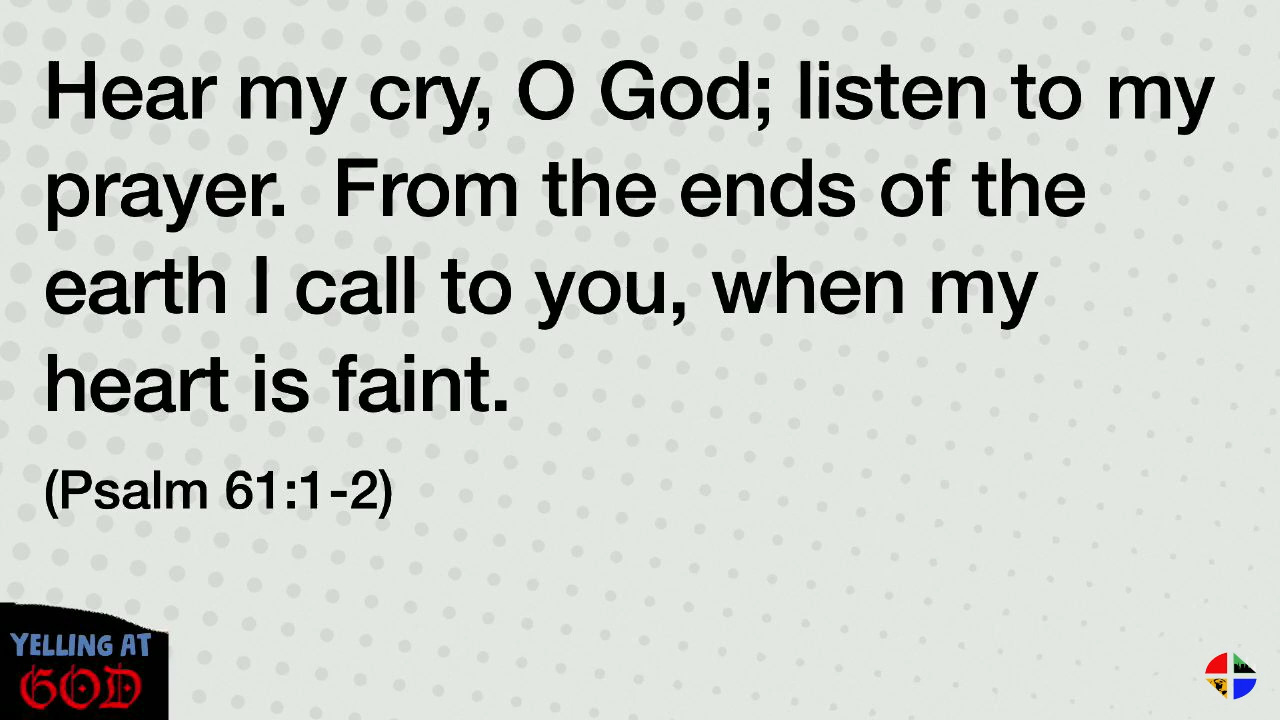 Hear my cry, O God; listen to my
prayer.  From the ends of the
earth I call to you, when my
heart is faint.
(Psalm 61:1-2)
YELLING AT
GOD